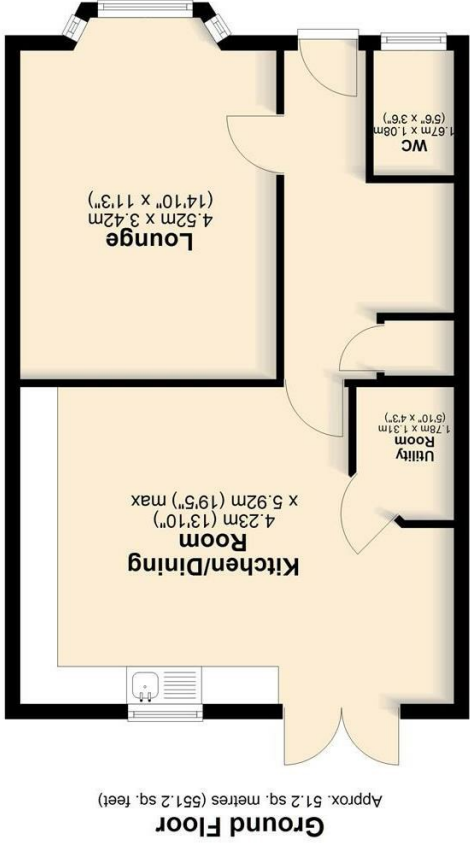 Ground Floor
Approx. 51.2 sq. metres (551.2 sq. feet)
Kitchen/Dining
Room
4.23m (13'10")
x 5.92m (19'5") max
Utility
Room
1.78m x 1.31m
(5'10" x 4'3")
Lounge
4.52m x 3.42m
(14'10" x 11'3")
WC
1.67m x 1.08m
(5'6" x 3'6")